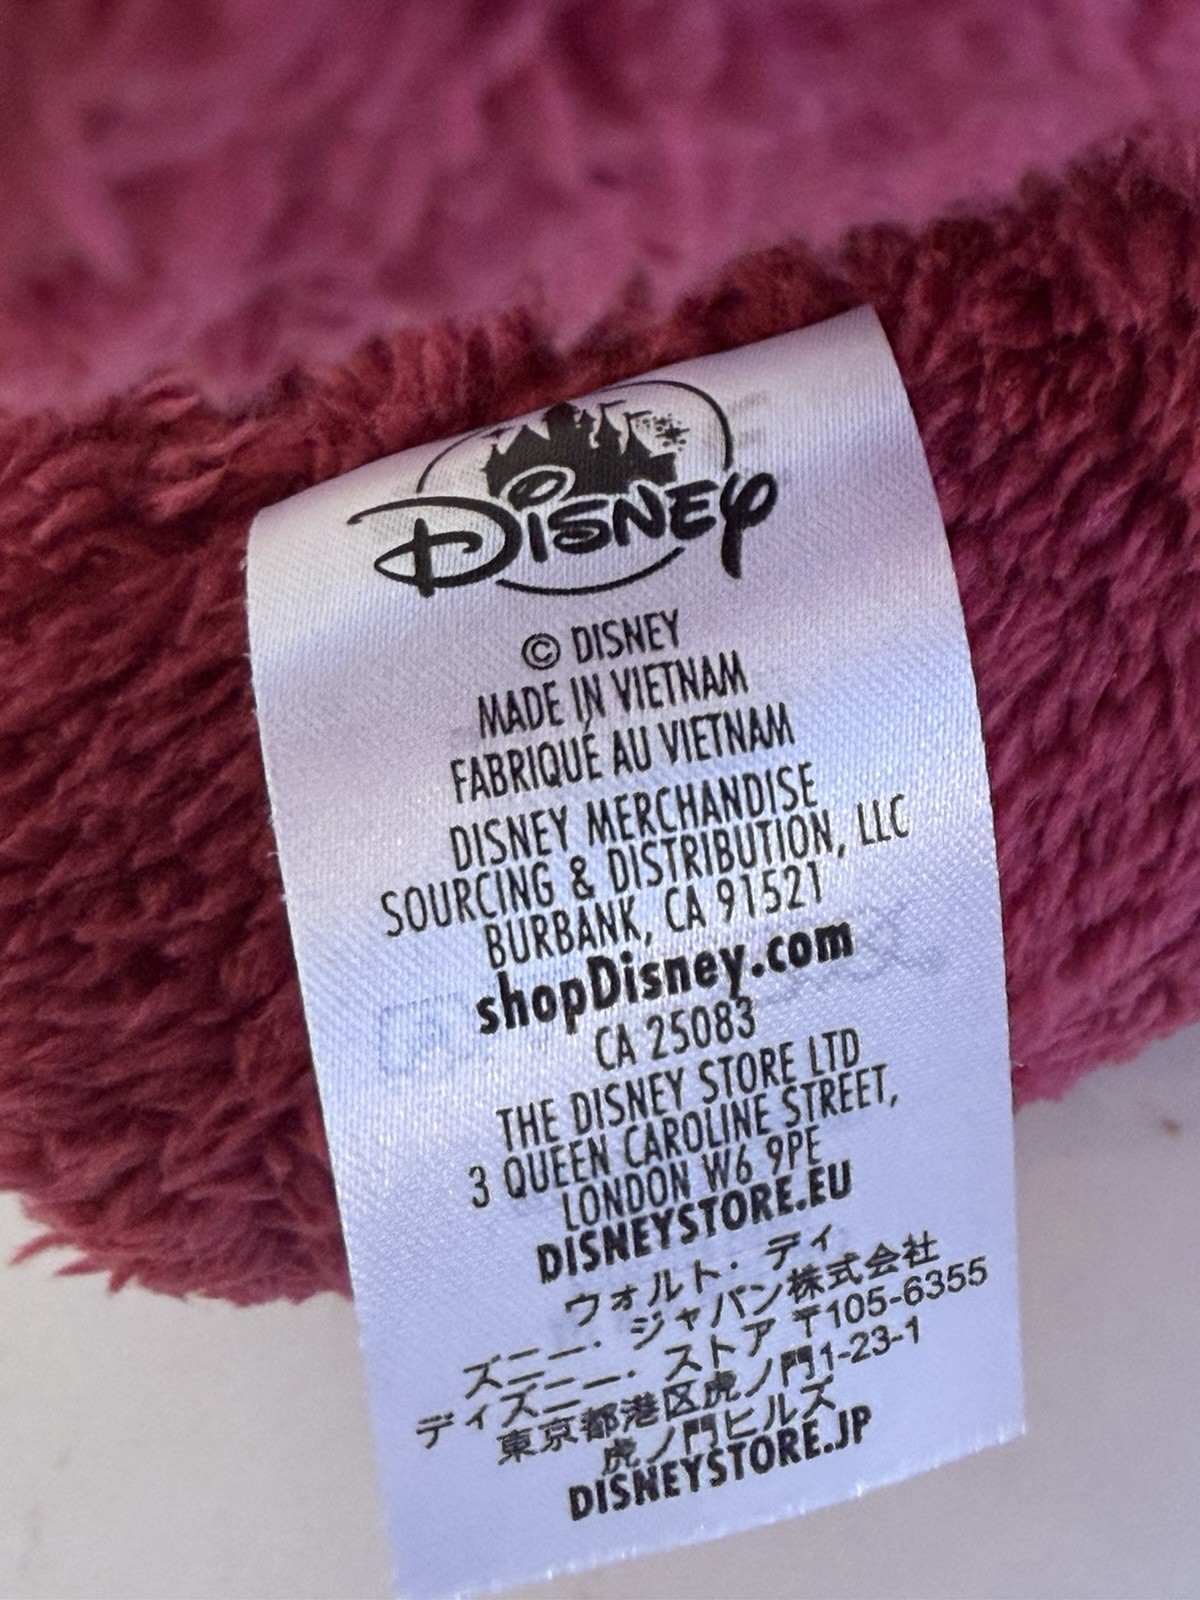 Disney
© DISNEY
MADE IN VIETNAM
FABRIQUÉ AU VIETNAM
DISNEY MERCHANDISE
SOURCING & DISTRIBUTION, LLC
BURBANK, CA 91521
shopDisney.com
CA 25083
THE DISNEY STORE LTD
3 QUEEN CAROLINE STREET,
LONDON W6 9PE
DISNEYSTORE.EU
ウォルト・ディ
ズニー・ジャパン株式会社
ディズニー・ストア 〒105-6355
東京都港区虎ノ門1-23-1
虎ノ門ヒルズ
DISNEYSTORE.JP